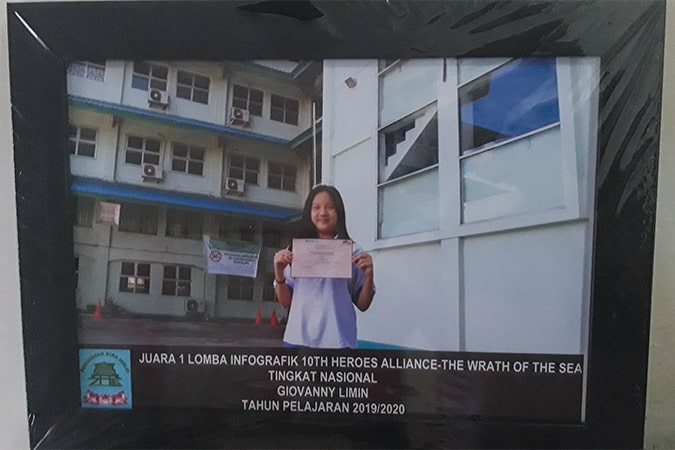 JUARA 1 LOMBA INFOGRAFIK 10TH HEROES ALLIANCE-THE WRATH OF THE SEA
TINGKAT NASIONAL
GIOVANNY LIMIN
TAHUN PELAJARAN 2019/2020